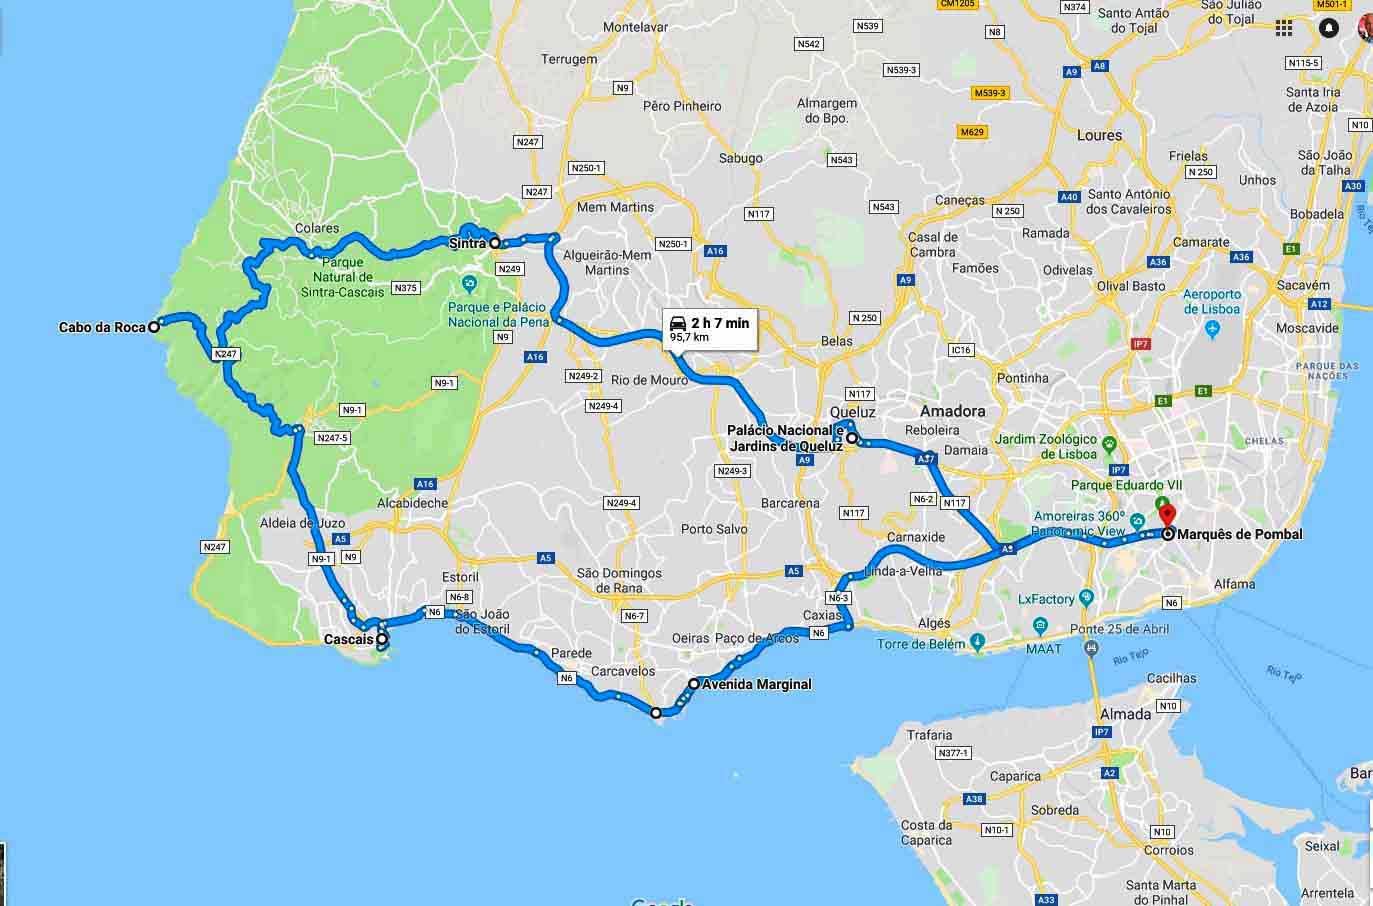 CM1205
São Julião
do Tojal
M501-1
N374
Santo Antão
do Tojal
Montelavar
N539
N8
N542
Terrugem
A9
A8
N115-5
N539-3
N9
Santa Iria
de Azoia
Pêro Pinheiro
Almargem
do Bpo.
M539-3
N10
M629
Loures
N247
Sabugo
N543
Frielas
São João
da Talha
N250-1
N 250
Unhos
A30
N247
A40
Santo António
dos Cavaleiros
Mem Martins
N117
N543
Caneças
N 250
Bobadela
Colares
Ramada
Sintra
N250-1
A16
Casal de
Cambra
Camarate
E1
Algueirão-Mem
Martins
A36
A36
Parque
Natural de
Sintra-Cascais
N249
Famões
Odivelas
N375
A9
Olival Basto
Sacavém
Parque e Palácio
Nacional da Pena
Aeroporto
de Lisboa
A12
Cabo da Roca
2 h 7 min
95,7 km
N 250
Moscavide
N9
Belas
IC16
IP7
N247
A16
PARQUE DAS
NAÇÕES
N249-2
Rio de Mouro
Pontinha
N9-1
N117
E1
E1
N9-1
N249-4
Queluz
Amadora
Palácio Nacional e
Jardins de Queluz
Reboleira
N247-5
Jardim Zoológico
de Lisboa
CHELAS
A9
A37
Damaia
N249-3
IP7
A16
Parque Eduardo VII
Alcabideche
N249-4
Barcarena
N6-2
N117
N117
Amoreiras 360º
Panoramic View
Aldeia de Juzo
Porto Salvo
Marquês de Pombal
A5
Carnaxide
N247
N9-1
N9
A5
A5
A5
Estoril
São Domingos
de Rana
Linda-a-Velha
Alfama
N6-8
N6-3
LxFactory
N6
N6
São João
do Estoril
N6-7
Caxias
Algés
Ponte 25 de Abril
Cascais
Oeiras
Paço de Arcos
N6
Torre de Belém
MAAT
Rio Tejo
Parede
Carcavelos
N6
Rio Tejo
Avenida Marginal
Cacilhas
N10
Almada
Trafaria
IP7
N377-1
Caparica
A2
A38
Sobreda
Costa da
Caparica
N10-1
N10
Corroios
Seixal
Santa Marta
do Pinhal
Arrentela
A33